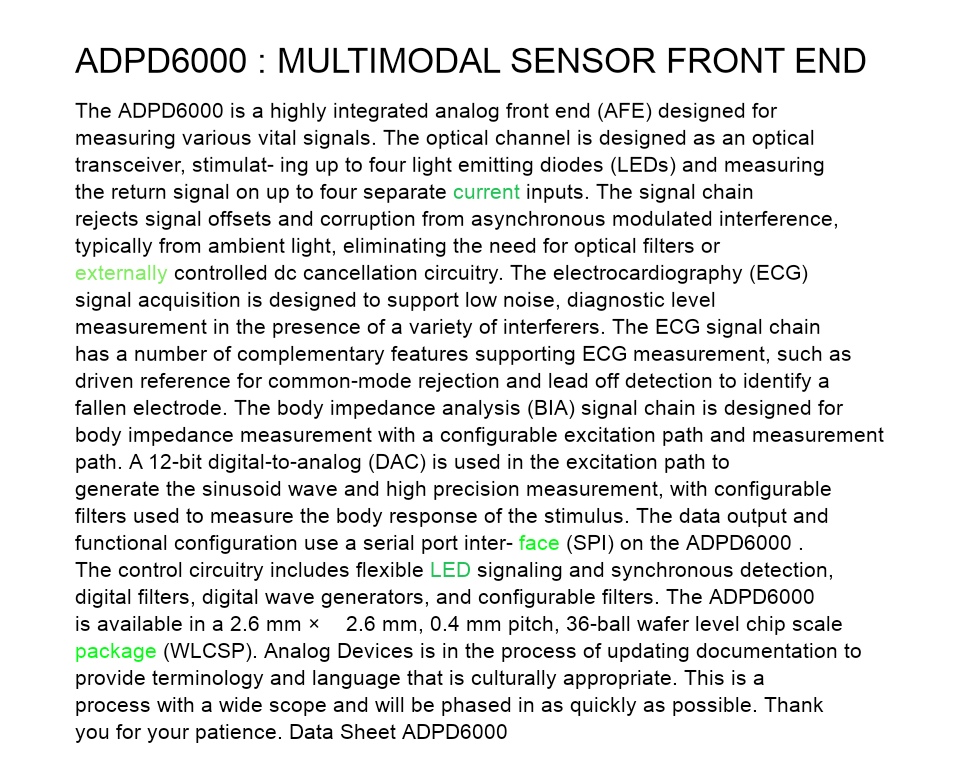 ADPD6000 : MULTIMODAL SENSOR FRONT END
The ADPD6000 is a highly integrated analog front end (AFE) designed for
measuring various vital signals. The optical channel is designed as an optical
transceiver, stimulat- ing up to four light emitting diodes (LEDs) and measuring
the return signal on up to four separate current inputs. The signal chain
rejects signal offsets and corruption from asynchronous modulated interference,
typically from ambient light, eliminating the need for optical filters or
externally controlled dc cancellation circuitry. The electrocardiography (ECG)
signal acquisition is designed to support low noise, diagnostic level
measurement in the presence of a variety of interferers. The ECG signal chain
has a number of complementary features supporting ECG measurement, such as
driven reference for common-mode rejection and lead off detection to identify a
fallen electrode. The body impedance analysis (BIA) signal chain is designed for
body impedance measurement with a configurable excitation path and measurement
path. A 12-bit digital-to-analog (DAC) is used in the excitation path to
generate the sinusoid wave and high precision measurement, with configurable
filters used to measure the body response of the stimulus. The data output and
functional configuration use a serial port inter- face (SPI) on the ADPD6000 .
The control circuitry includes flexible LED signaling and synchronous detection,
digital filters, digital wave generators, and configurable filters. The ADPD6000
is available in a 2.6 mm × 2.6 mm, 0.4 mm pitch, 36-ball wafer level chip scale
package (WLCSP). Analog Devices is in the process of updating documentation to
provide terminology and language that is culturally appropriate. This is a
process with a wide scope and will be phased in as quickly as possible. Thank
you for your patience. Data Sheet ADPD6000